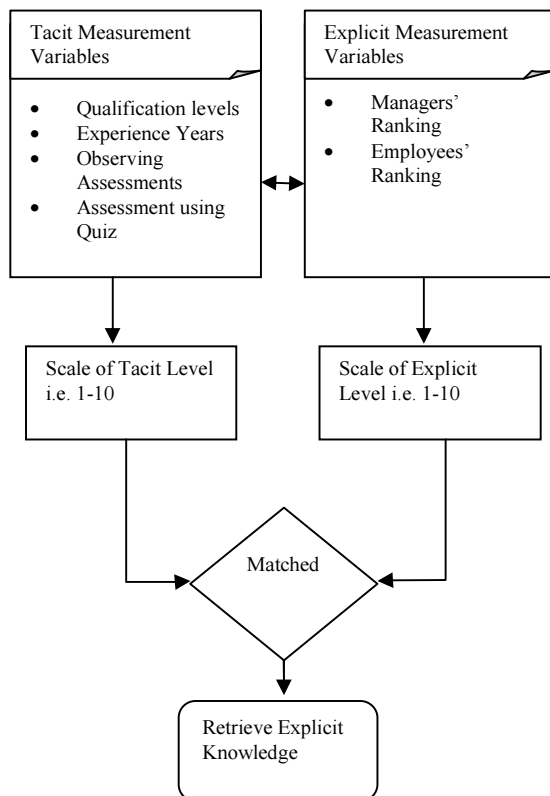 Tacit Measurement
Variables
• Qualification levels
• Experience Years
• Observing
Assessments
• Assessment using
Quiz
Explicit Measurement
Variables
• Managers’
Ranking
• Employees’
Ranking
Scale of Tacit Level
i.e. 1-10
Scale of Explicit
Level i.e. 1-10
Matched
Retrieve Explicit
Knowledge